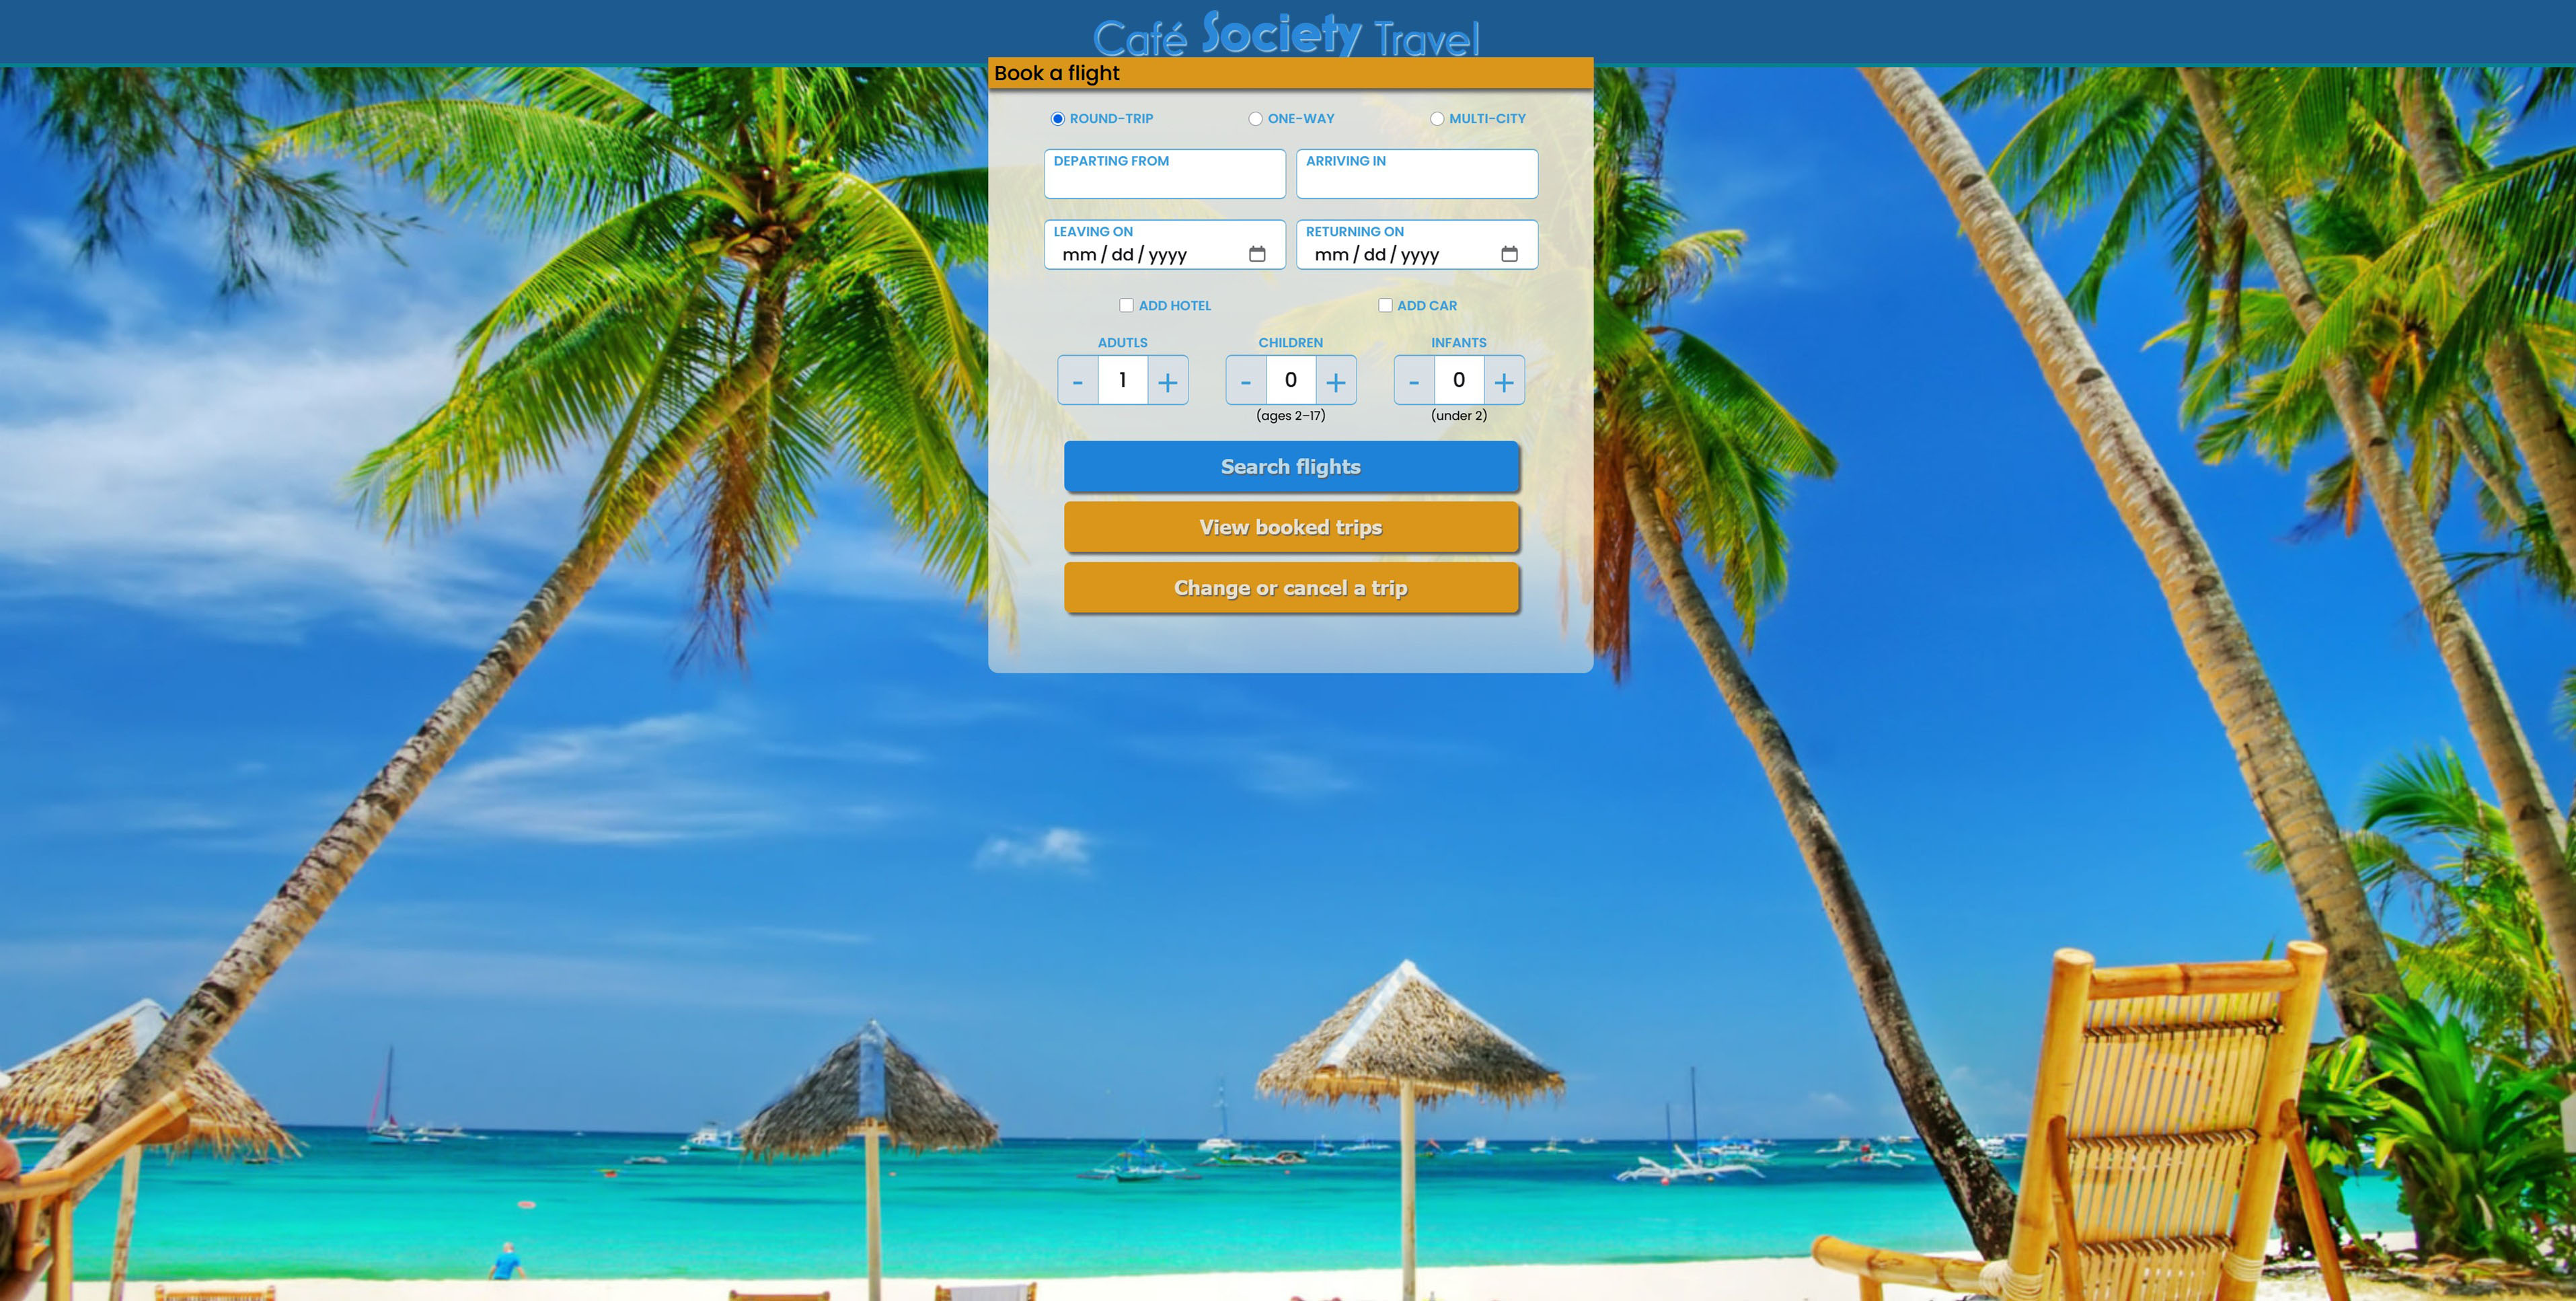 Café Society Travel
Book a flight
ROUND-TRIP ONE-WAY MULTI-CITY
DEPARTING FROM ARRIVING IN
LEAVING ON RETURNING ON
mm / dd / yyyy mm / dd / yyyy
ADD HOTEL ADD CAR
ADUTLS CHILDREN INFANTS
- 1 + - 0 + - 0 +
(ages 2–17) (under 2)
Search flights
View booked trips
Change or cancel a trip